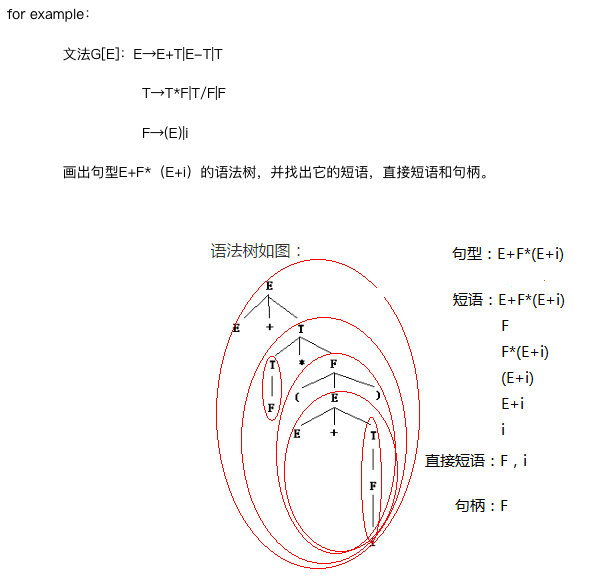 for example：
文法G[E]：E→E+T|E-T|T
T→T*F|T/F|F
F→(E)|i
画出句型E+F*（E+i）的语法树，并找出它的短语，直接短语和句柄。
语法树如图：
句型：E+F*(E+i)
短语：E+F*(E+i)
F
F*(E+i)
(E+i)
E+i
i
直接短语：F，i
句柄：F
E
E + T
T * F
F ( E )
E + T
F
i